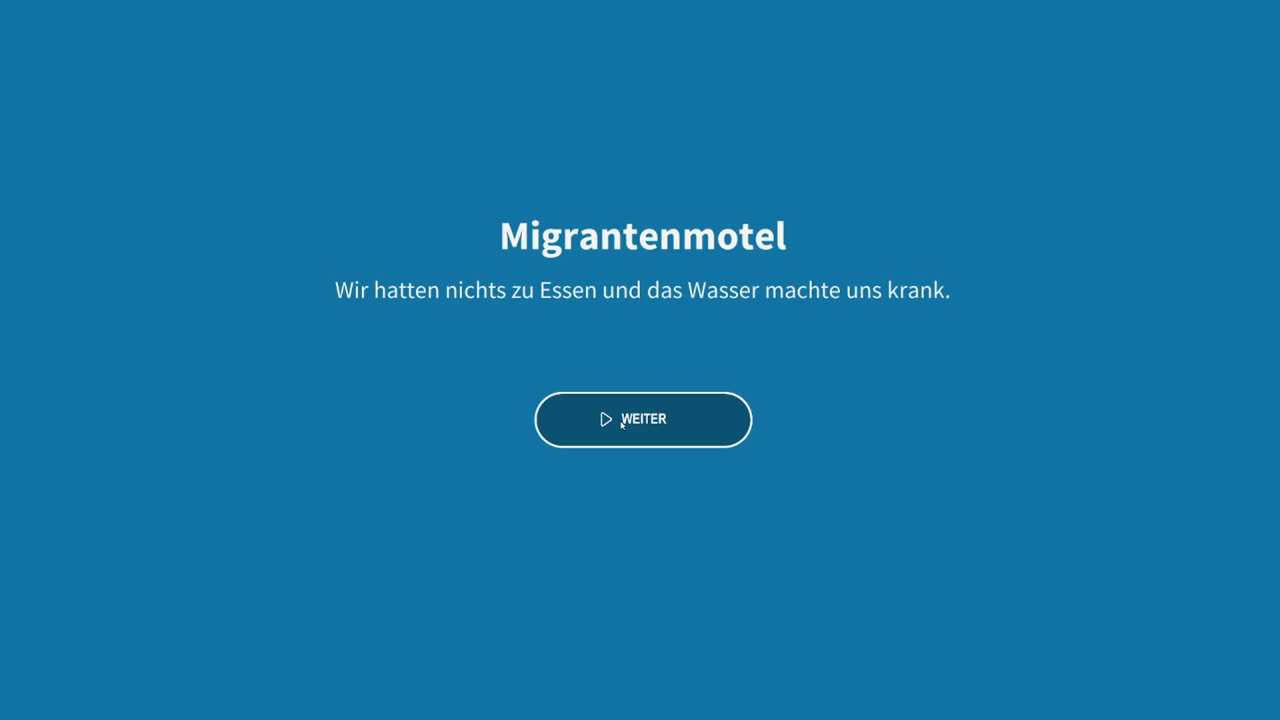 Migrantenmotel
Wir hatten nichts zu Essen und das Wasser machte uns krank.
WEITER